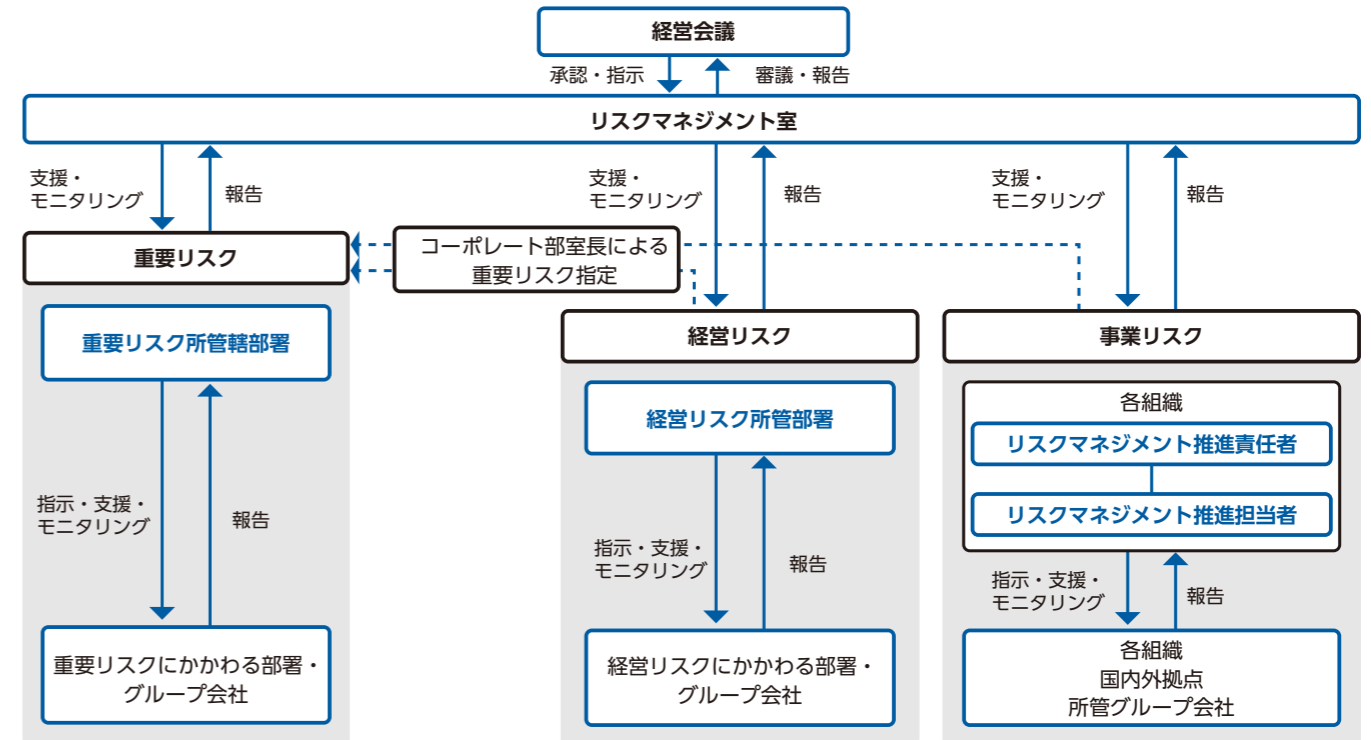 経営会議
承認・指示
審議・報告
リスクマネジメント室
支援・
モニタリング
報告
支援・
モニタリング
報告
支援・
モニタリング
報告
重要リスク
コーポレート部室長による
重要リスク指定
経営リスク
事業リスク
重要リスク所管轄部署
指示・支援・
モニタリング
報告
重要リスクにかかわる部署・
グループ会社
経営リスク所管部署
指示・支援・
モニタリング
報告
経営リスクにかかわる部署・
グループ会社
各組織
リスクマネジメント推進責任者
リスクマネジメント推進担当者
指示・支援・
モニタリング
報告
各組織
国内外拠点
所管グループ会社